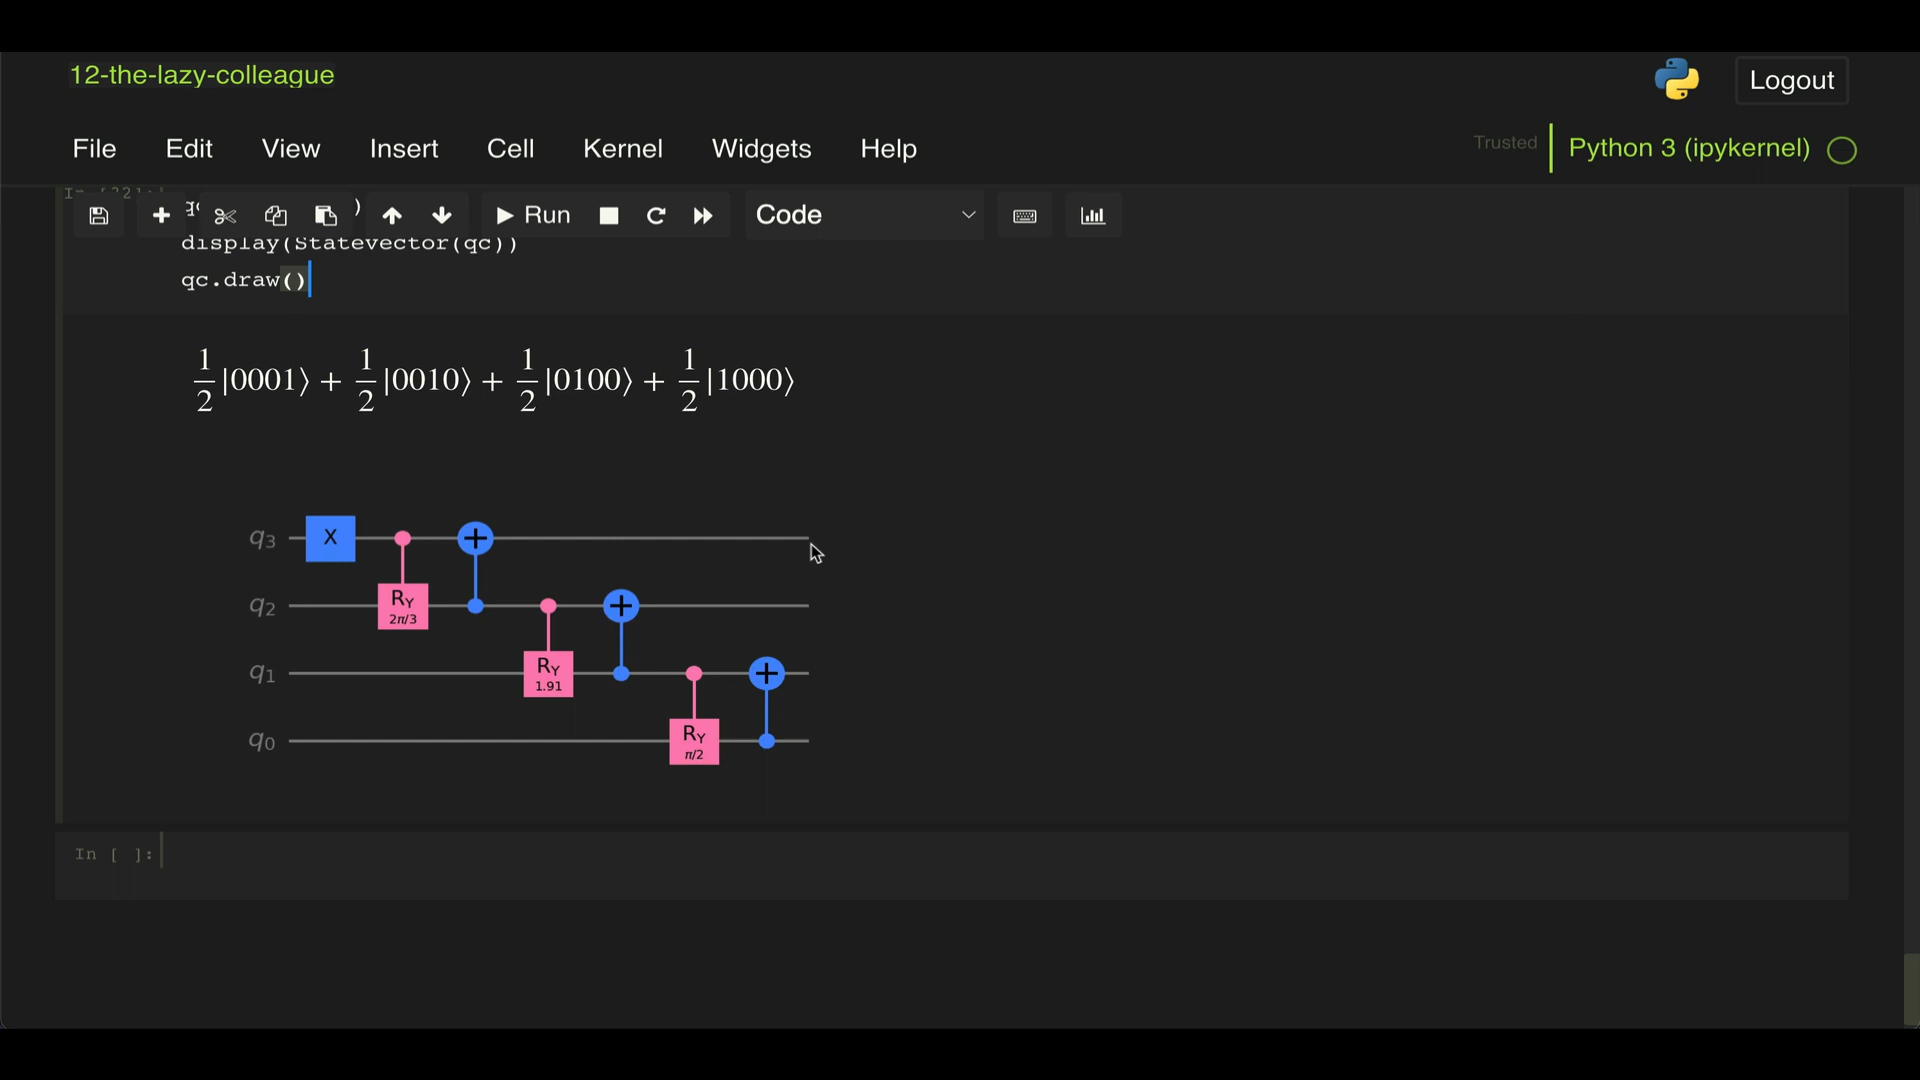 12-the-lazy-colleague
Logout
File Edit View Insert Cell Kernel Widgets Help
Trusted
Python 3 (ipykernel)
Run
Code
display(Statevector(qc))
qc.draw()
1/2|0001⟩ + 1/2|0010⟩ + 1/2|0100⟩ + 1/2|1000⟩
q3 X
q2 RY 2π/3
q1 RY 1.91
q0 RY π/2
In [ ]: